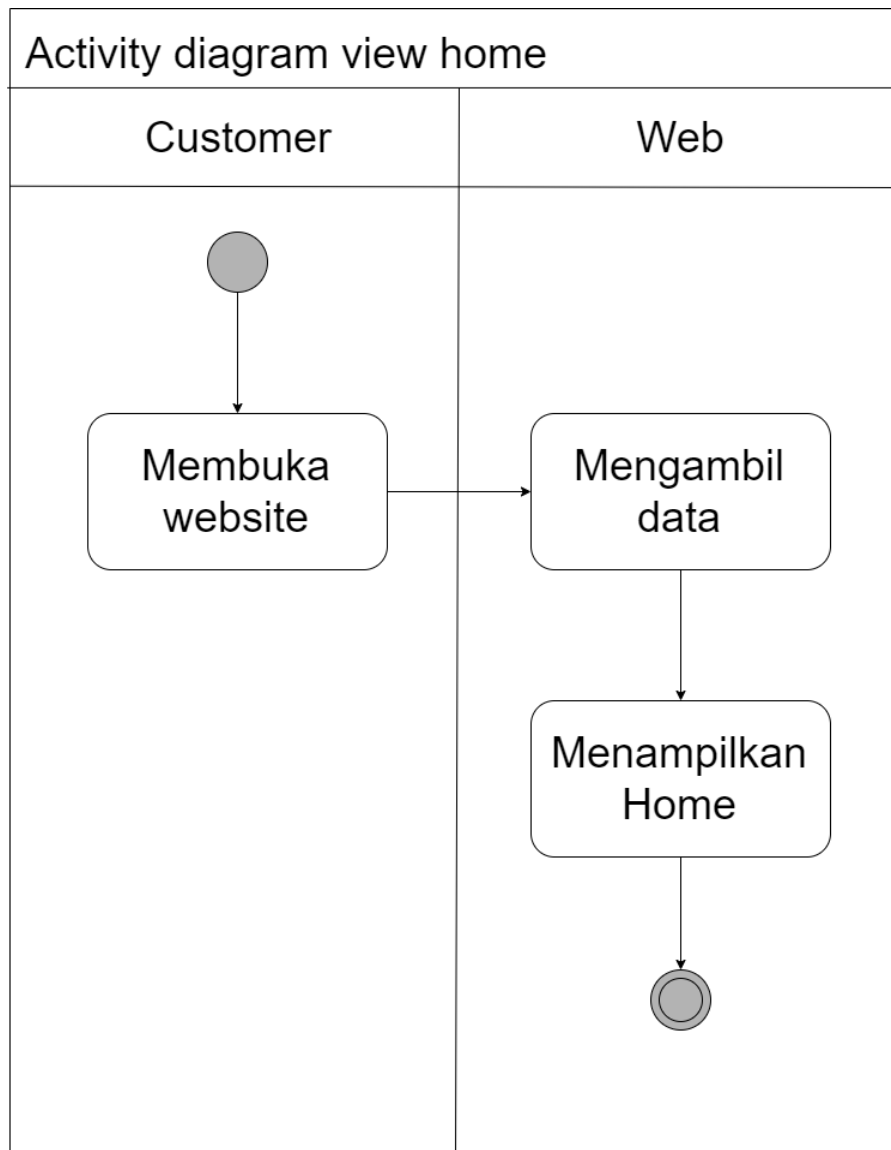 Activity diagram view home
Customer
Web
Membuka
website
Mengambil
data
Menampilkan
Home